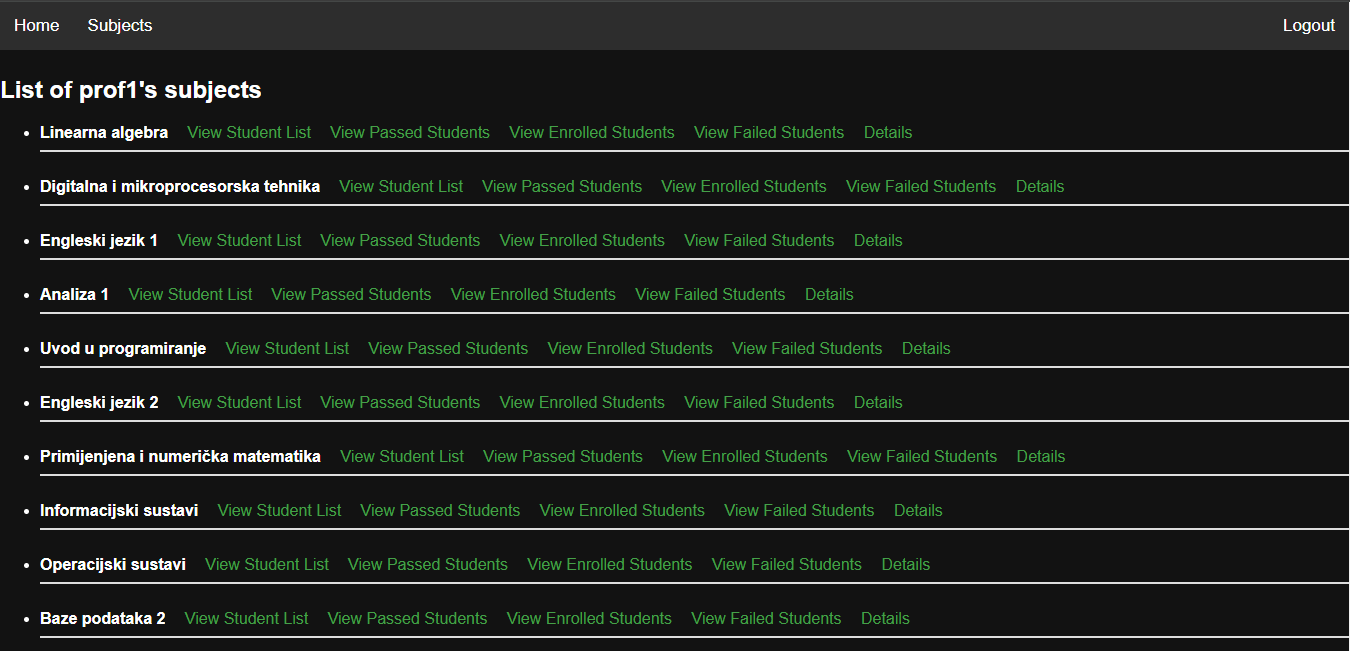 Home Subjects Logout
List of prof1's subjects
Linearna algebra View Student List View Passed Students View Enrolled Students View Failed Students Details
Digitalna i mikroprocesorska tehnika View Student List View Passed Students View Enrolled Students View Failed Students Details
Engleski jezik 1 View Student List View Passed Students View Enrolled Students View Failed Students Details
Analiza 1 View Student List View Passed Students View Enrolled Students View Failed Students Details
Uvod u programiranje View Student List View Passed Students View Enrolled Students View Failed Students Details
Engleski jezik 2 View Student List View Passed Students View Enrolled Students View Failed Students Details
Primijenjena i numerička matematika View Student List View Passed Students View Enrolled Students View Failed Students Details
Informacijski sustavi View Student List View Passed Students View Enrolled Students View Failed Students Details
Operacijski sustavi View Student List View Passed Students View Enrolled Students View Failed Students Details
Baze podataka 2 View Student List View Passed Students View Enrolled Students View Failed Students Details